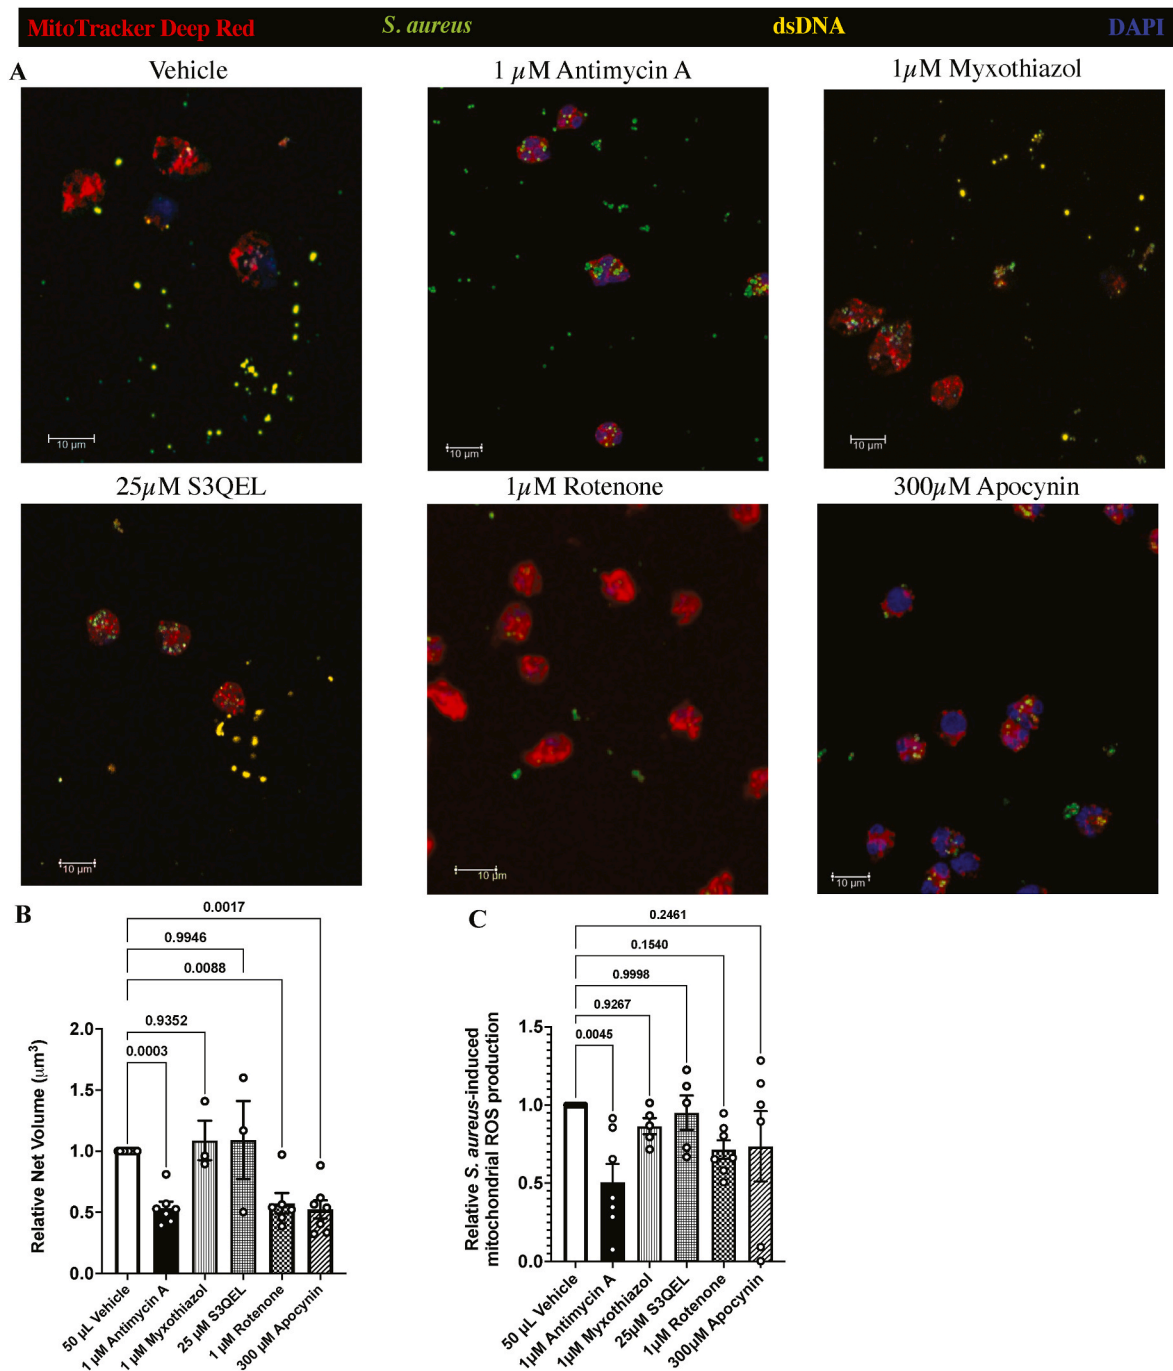 MitoTracker Deep Red S. aureus dsDNA DAPI
A
Vehicle
1 µM Antimycin A
1µM Myxothiazol
10 µm
10 µm
10 µm
25µM S3QEL
1µM Rotenone
300µM Apocynin
10 µm
10 µm
10 µm
B
0.0017
0.9946
0.0088
0.9352
0.0003
Relative Net Volume (µm³)
2.0
1.5
1.0
0.5
0.0
50 µL Vehicle
1 µM Antimycin A
1 µM Myxothiazol
25 µM S3QEL
1 µM Rotenone
300 µM Apocynin
C
0.2461
0.1540
0.9998
0.9267
0.0045
Relative S. aureus-induced
mitochondrial ROS production
1.5
1.0
0.5
0.0
50 µL Vehicle
1µM Antimycin A
1µM Myxothiazol
25µM S3QEL
1µM Rotenone
300µM Apocynin